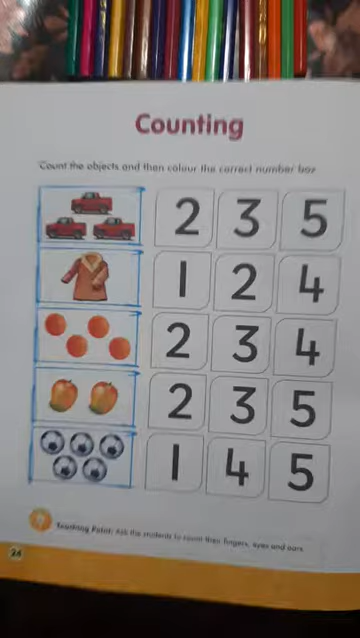 Counting
Count the objects and then colour the correct number box
2 3 5
1 2 4
2 3 4
2 3 5
1 4 5
Teaching Point: Ask the students to count their fingers, eyes and ears.
24